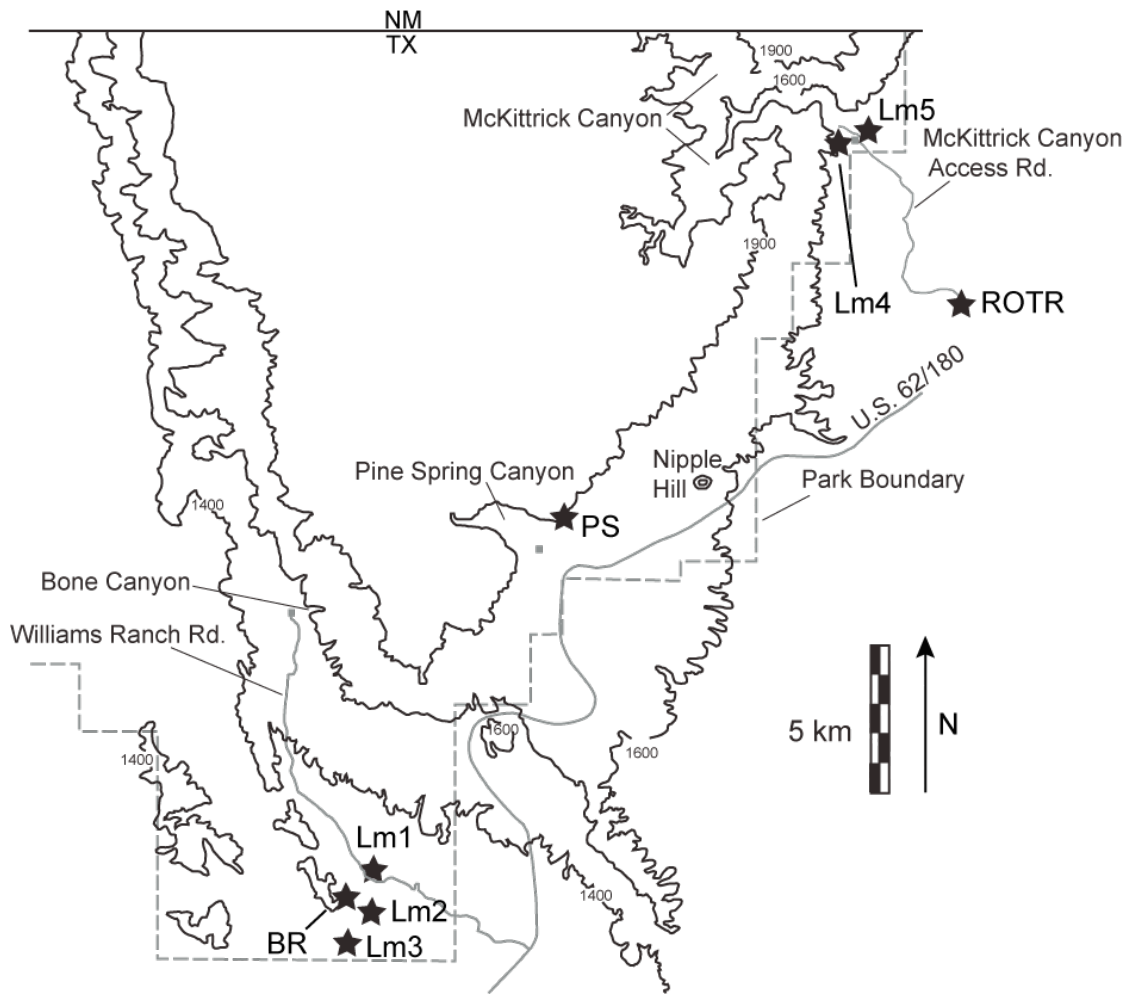 NM
TX
1900
1600
McKittrick Canyon
Lm5
McKittrick Canyon
Access Rd.
1900
Lm4
ROTR
U.S. 62/180
Pine Spring Canyon
Nipple
Hill
Park Boundary
1400
PS
Bone Canyon
Williams Ranch Rd.
1600
1600
5 km
N
1400
Lm1
1400
Lm2
BR
Lm3